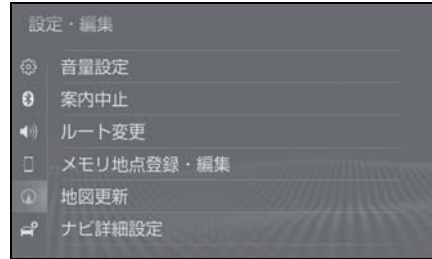 設定・編集
音量設定
案内中止
ルート変更
メモリ地点登録・編集
地図更新
ナビ詳細設定